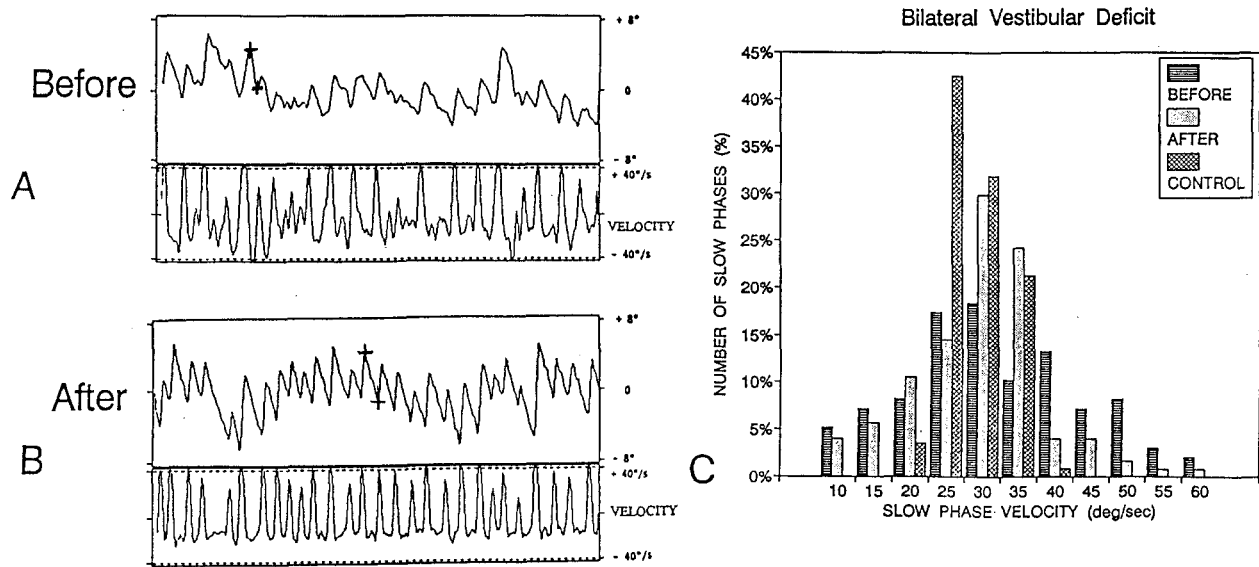 Before
+ 8°
0
- 8°
A
+ 40°/s
VELOCITY
- 40°/s
After
+ 8°
0
- 8°
B
+ 40°/s
VELOCITY
- 40°/s
C
Bilateral Vestibular Deficit
NUMBER OF SLOW PHASES (%)
45%
40%
35%
30%
25%
20%
15%
10%
5%
0%
BEFORE
AFTER
CONTROL
10 15 20 25 30 35 40 45 50 55 60
SLOW PHASE VELOCITY (deg/sec)